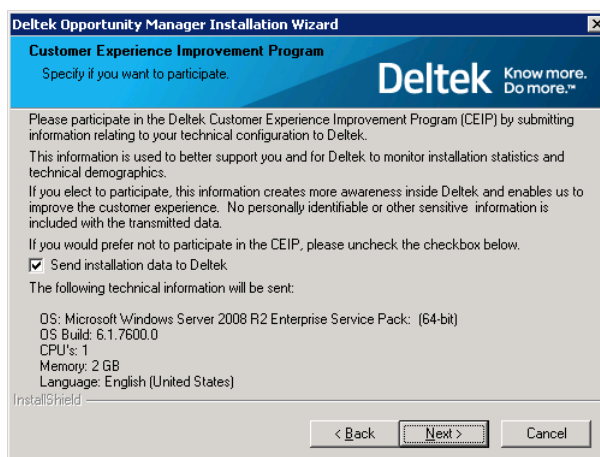 Deltek Opportunity Manager Installation Wizard
Customer Experience Improvement Program
Specify if you want to participate.
Deltek Know more.
Do more.™
Please participate in the Deltek Customer Experience Improvement Program (CEIP) by submitting
information relating to your technical configuration to Deltek.
This information is used to better support you and for Deltek to monitor installation statistics and
technical demographics.
If you elect to participate, this information creates more awareness inside Deltek and enables us to
improve the customer experience. No personally identifiable or other sensitive information is
included with the transmitted data.
If you would prefer not to participate in the CEIP, please uncheck the checkbox below.
Send installation data to Deltek
The following technical information will be sent:
OS: Microsoft Windows Server 2008 R2 Enterprise Service Pack: (64-bit)
OS Build: 6.1.7600.0
CPU's: 1
Memory: 2 GB
Language: English (United States)
InstallShield
< Back Next > Cancel